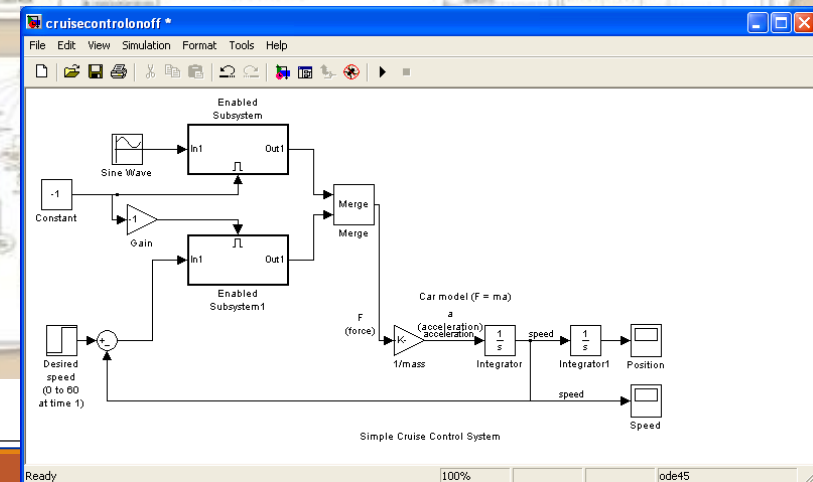 cruisecontrolonoff *
File Edit View Simulation Format Tools Help
Enabled
Subsystem
In1 Out1
Sine Wave
-1
Constant
-1
Gain
Merge
Merge
In1 Out1
Enabled
Subsystem1
Car model (F = ma)
F
(force)
a
(acceleration)
acceleration
+
_
K-
1/mass
1
s
Integrator
speed
1
s
Integrator1
Position
Desired
speed
(0 to 60
at time 1)
speed
Speed
Simple Cruise Control System
Ready 100% ode45